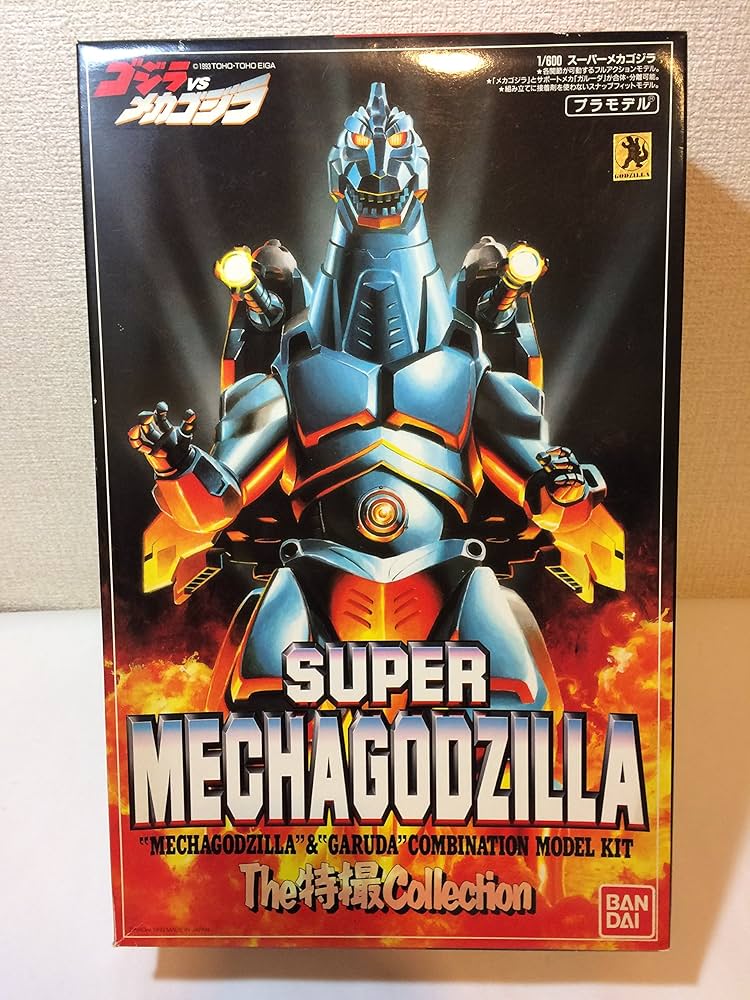 ゴジラVSメカゴジラ
© 1993 TOHO·TOHO EIGA
1/600 スーパーメカゴジラ
★各関節が可動するフルアクションモデル。
★「メカゴジラ」とサポートメカ「ガルーダ」が合体・分離可能。
★組み立てに接着剤を使わないスナップフィットモデル。
プラモデル
GODZILLA
SUPER
MECHAGODZILLA
"MECHAGODZILLA"&"GARUDA"COMBINATION MODEL KIT
The特撮Collection
BAN
DAI
BANDAI 1993 MADE IN JAPAN